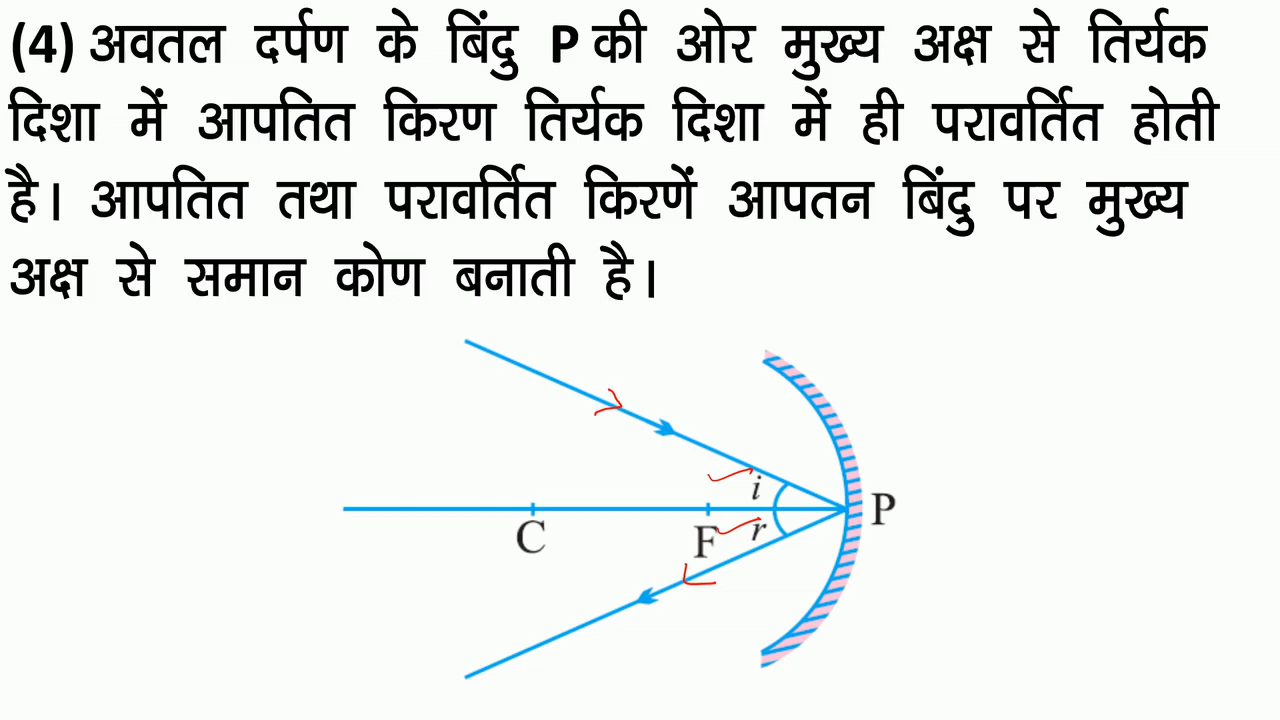 (4) अवतल दर्पण के बिंदु P की ओर मुख्य अक्ष से तिर्यक
दिशा में आपतित किरण तिर्यक दिशा में ही परावर्तित होती
है। आपतित तथा परावर्तित किरणें आपतन बिंदु पर मुख्य
अक्ष से समान कोण बनाती है।
i
C F r P